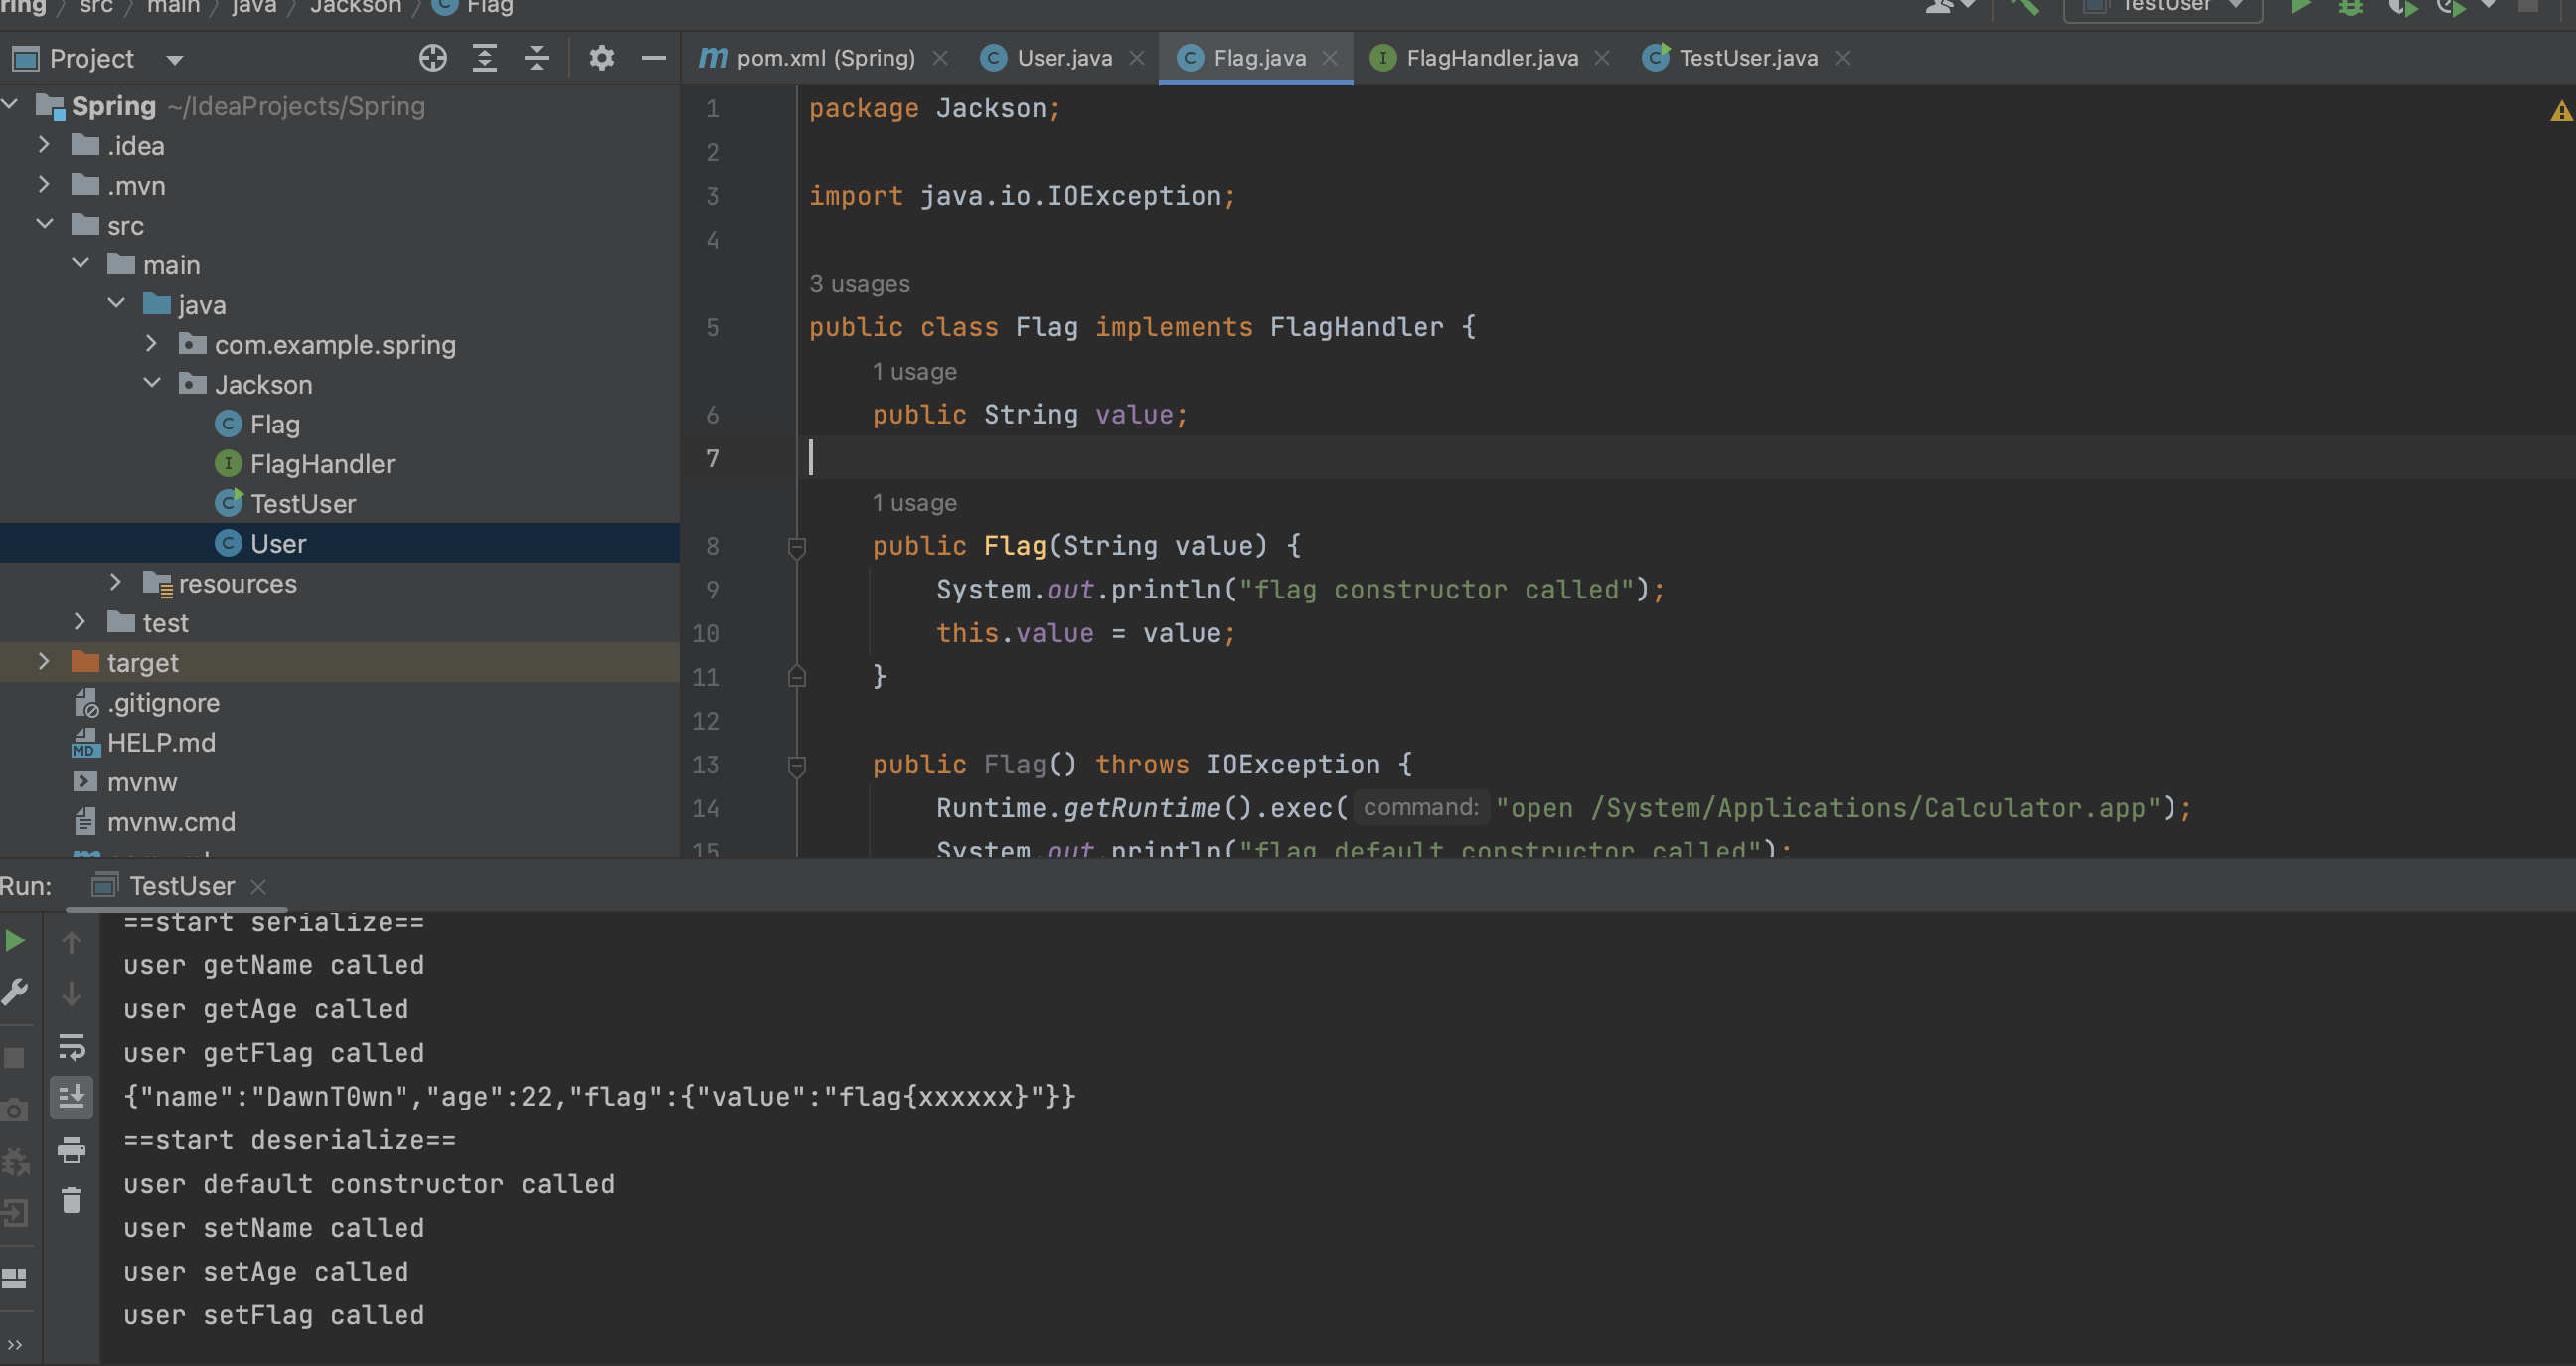 ring src main java Jackson Flag
TestUser
Project
pom.xml (Spring) User.java Flag.java FlagHandler.java TestUser.java
Spring ~/IdeaProjects/Spring
.idea
.mvn
src
main
java
com.example.spring
Jackson
Flag
FlagHandler
TestUser
User
resources
test
target
.gitignore
HELP.md
mvnw
mvnw.cmd
1 package Jackson;
2
3 import java.io.IOException;
4
3 usages
5 public class Flag implements FlagHandler {
1 usage
6 public String value;
7
1 usage
8 public Flag(String value) {
9 System.out.println("flag constructor called");
10 this.value = value;
11 }
12
13 public Flag() throws IOException {
14 Runtime.getRuntime().exec( command: "open /System/Applications/Calculator.app");
15 System.out.println("flag default constructor called");
Run: TestUser
==start serialize==
user getName called
user getAge called
user getFlag called
{"name":"DawnT0wn","age":22,"flag":{"value":"flag{xxxxxx}"}}
==start deserialize==
user default constructor called
user setName called
user setAge called
user setFlag called